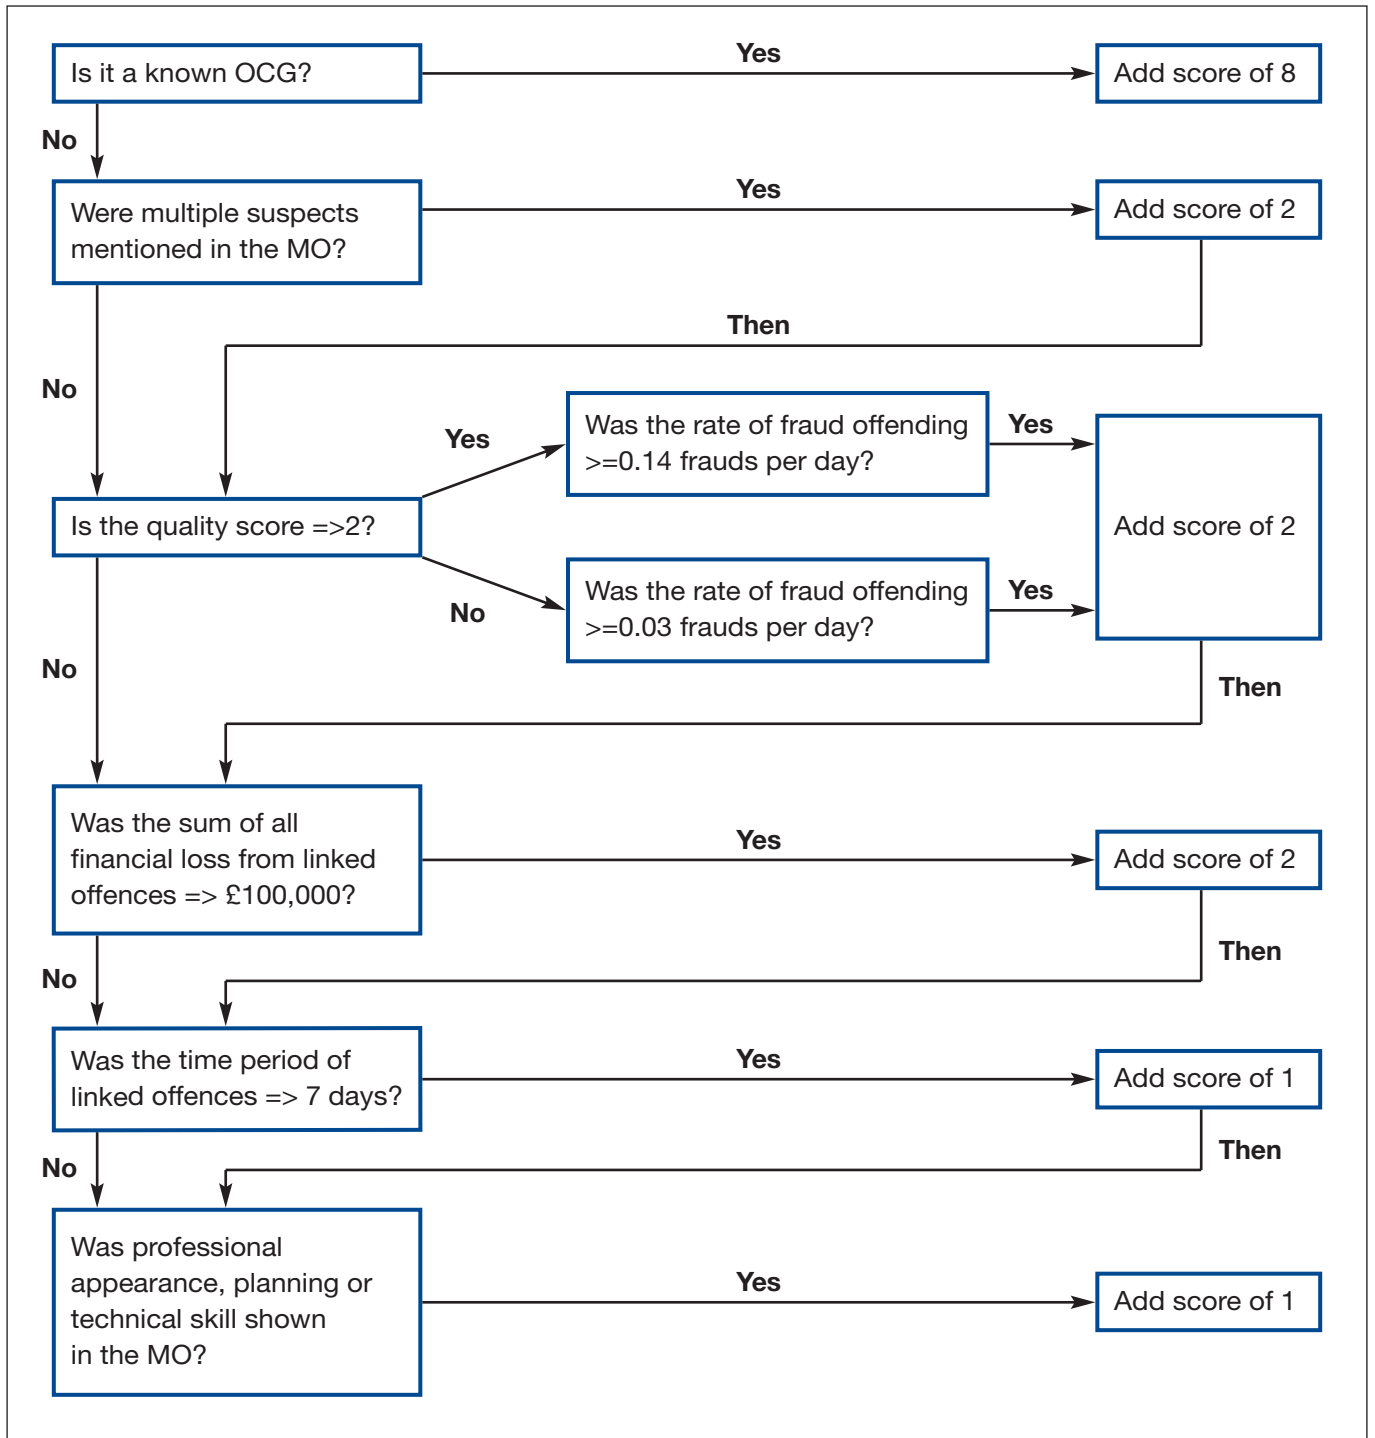 Is it a known OCG?
Yes
Add score of 8
No
Were multiple suspects
mentioned in the MO?
Yes
Add score of 2
Then
No
Was the rate of fraud offending
>=0.14 frauds per day?
Yes
Yes
Is the quality score =>2?
Add score of 2
No
Was the rate of fraud offending
>=0.03 frauds per day?
Yes
No
Then
Was the sum of all
financial loss from linked
offences => £100,000?
Yes
Add score of 2
Then
No
Was the time period of
linked offences => 7 days?
Yes
Add score of 1
Then
No
Was professional
appearance, planning or
technical skill shown
in the MO?
Yes
Add score of 1